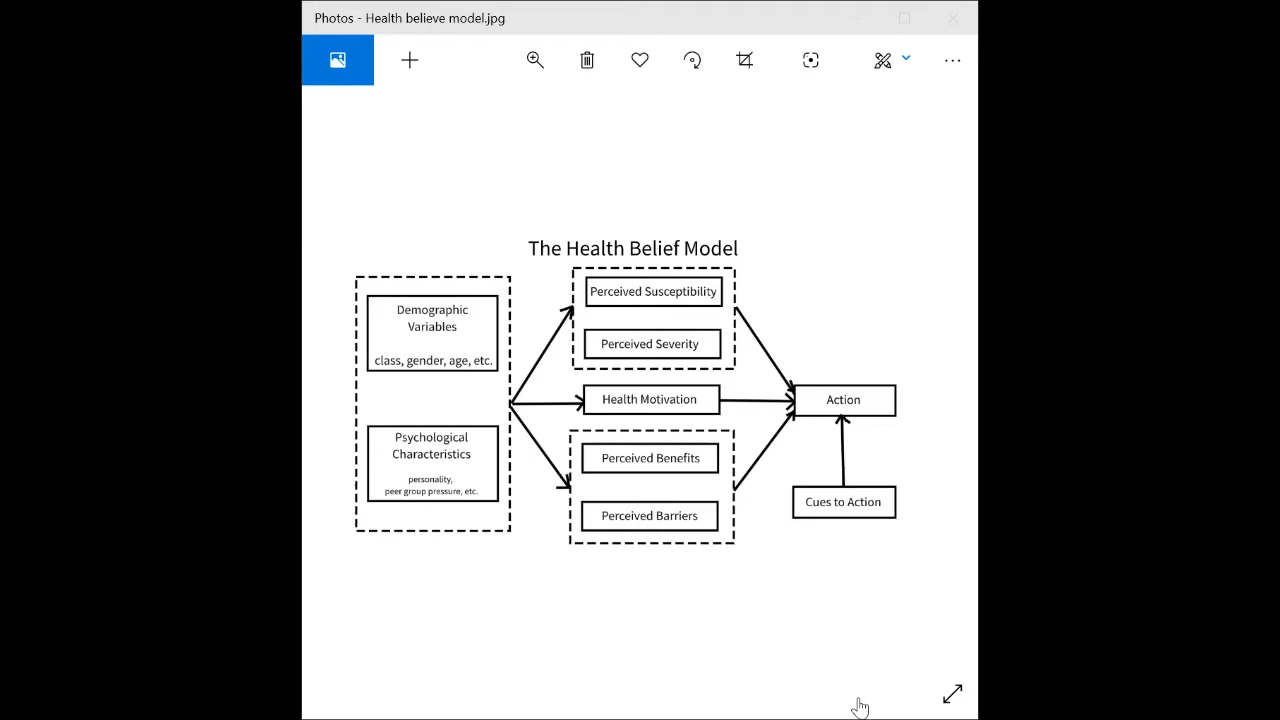 Photos - Health believe model.jpg
The Health Belief Model
Demographic
Variables
class, gender, age, etc.
Psychological
Characteristics
personality,
peer group pressure, etc.
Perceived Susceptibility
Perceived Severity
Health Motivation
Perceived Benefits
Perceived Barriers
Action
Cues to Action